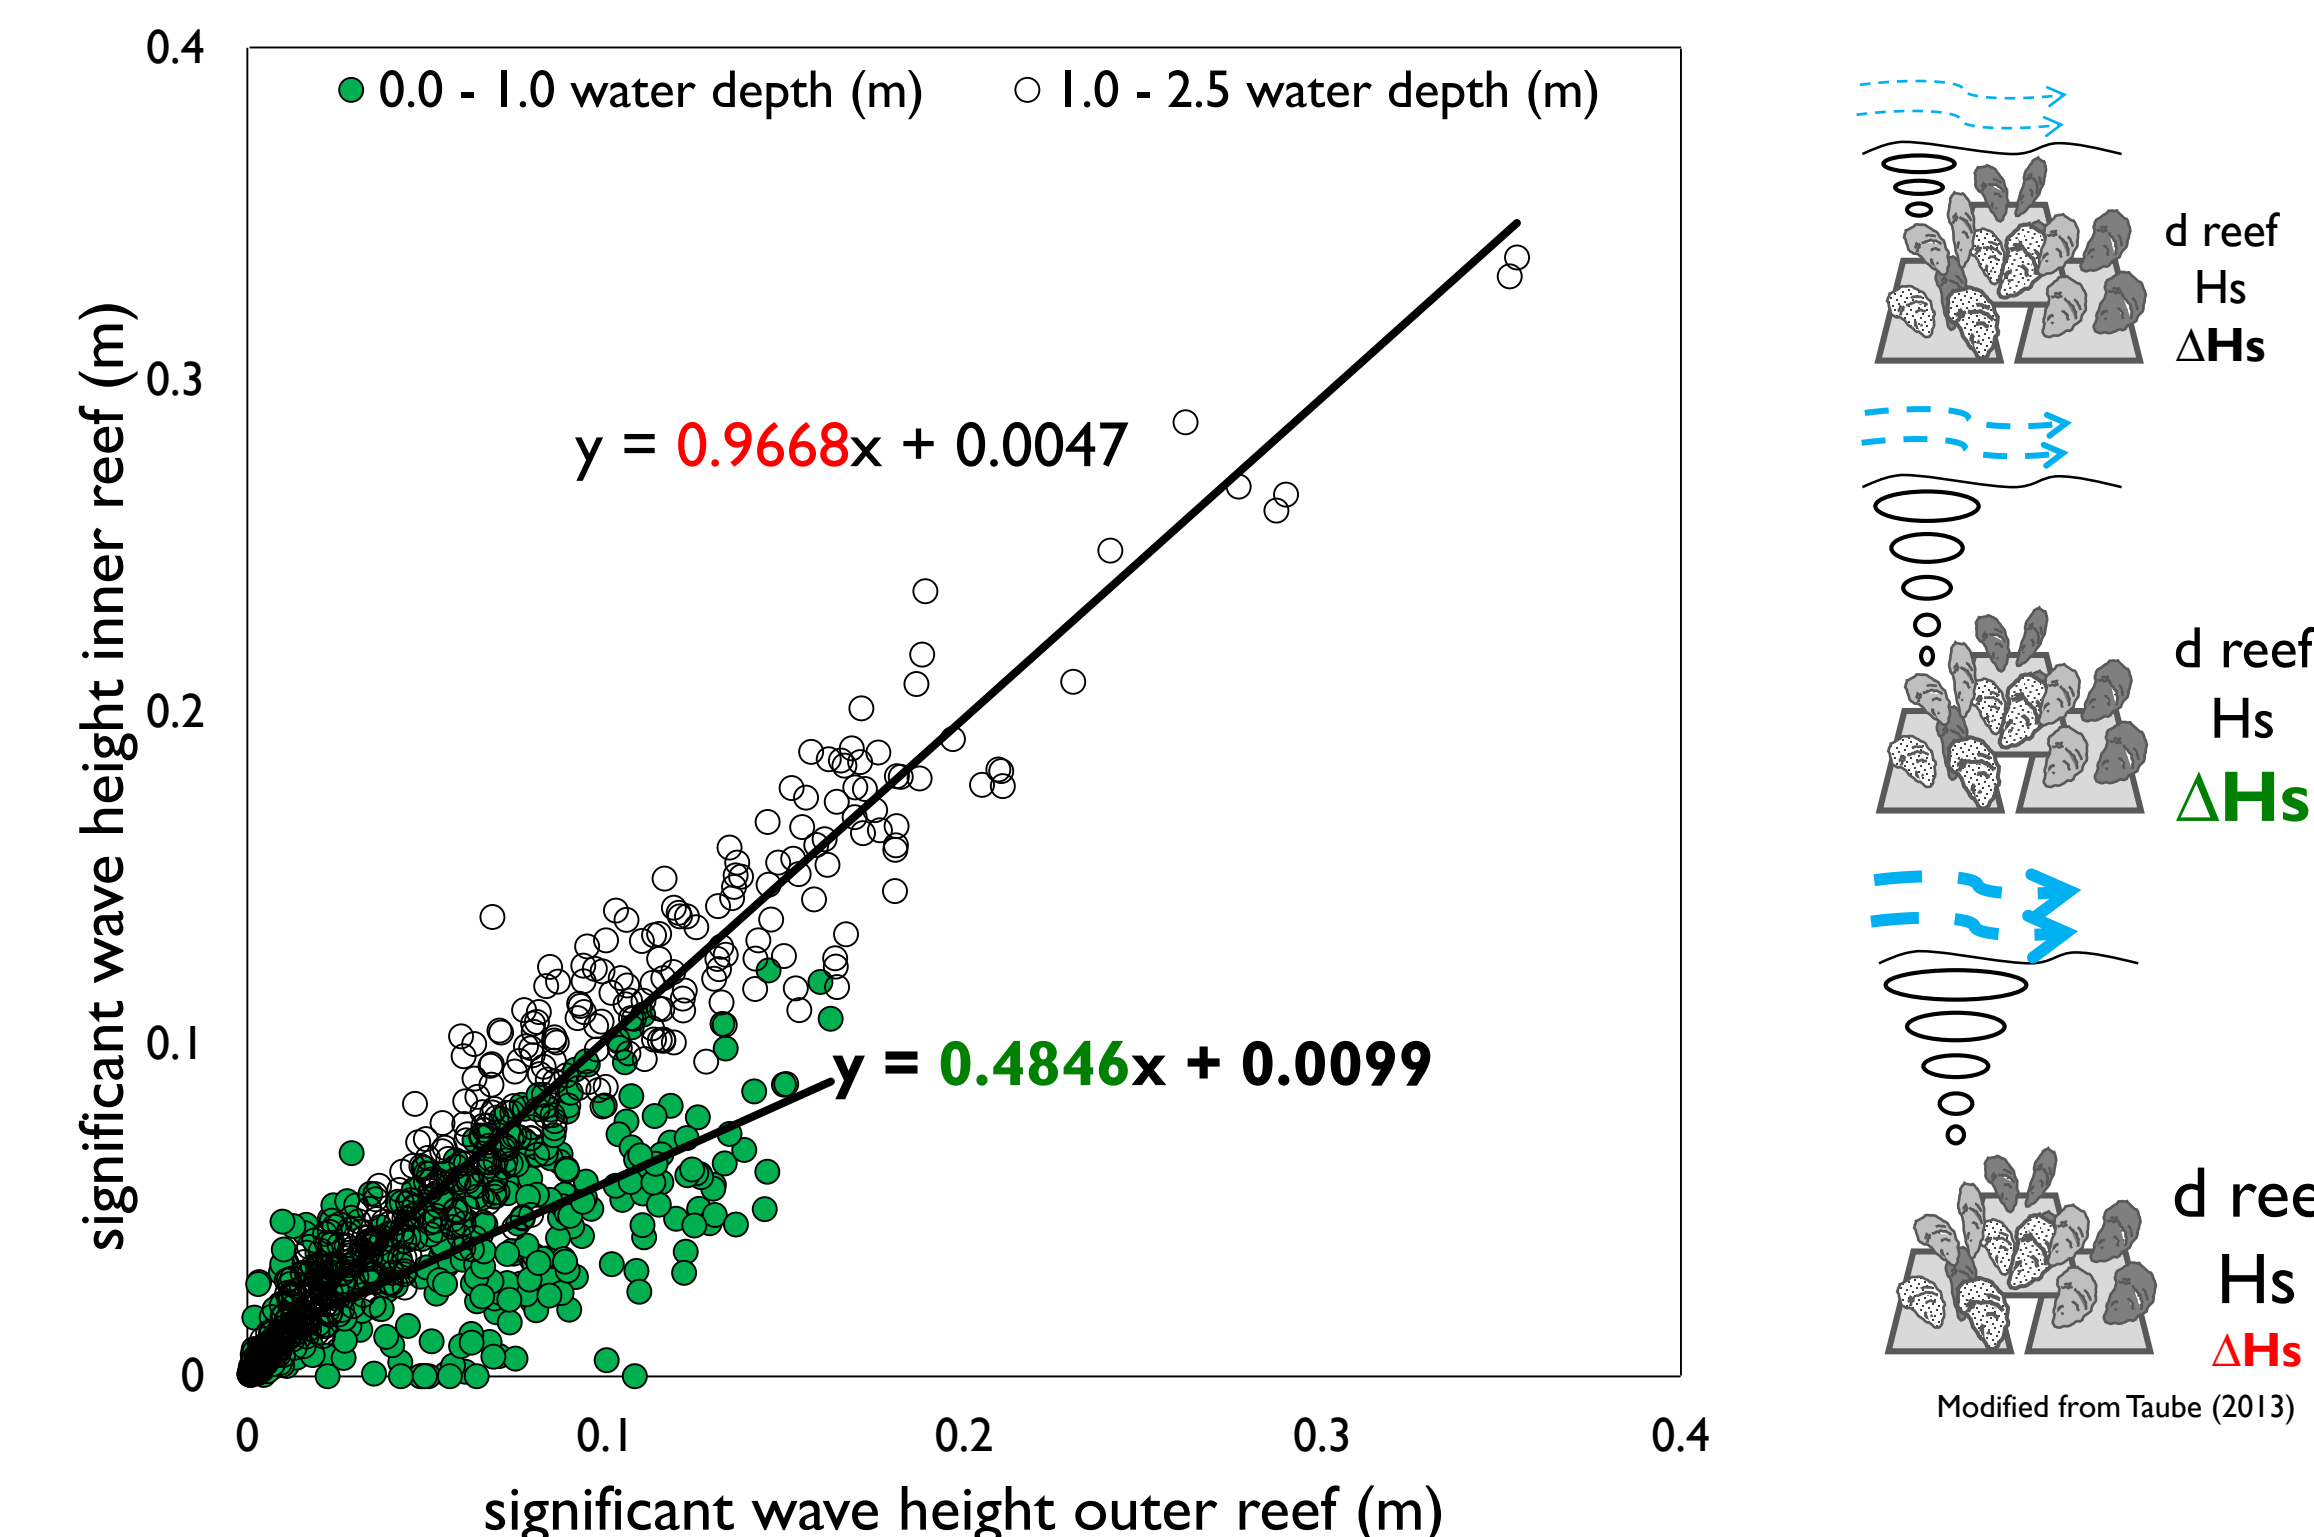 0.4
0.0 - 1.0 water depth (m)
1.0 - 2.5 water depth (m)
0.3
0.2
0.1
0
significant wave height inner reef (m)
y = 0.9668x + 0.0047
y = 0.4846x + 0.0099
0
0.1
0.2
0.3
0.4
significant wave height outer reef (m)
d reef
Hs
ΔHs
d reef
Hs
ΔHs
d ree
Hs
ΔHs
Modified from Taube (2013)